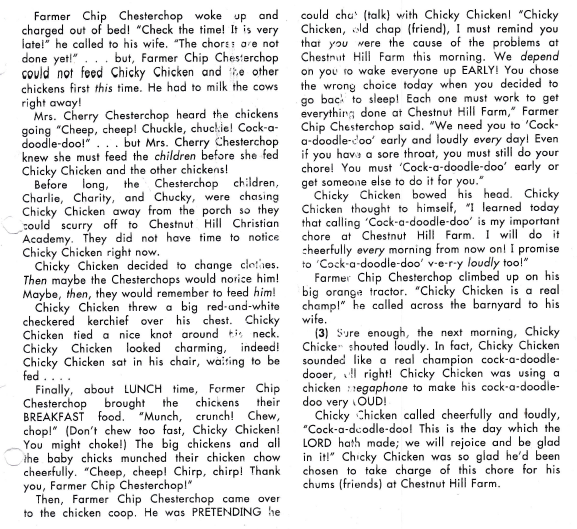 Farmer Chip Chesterchop woke up and
charged out of bed! "Check the time! It is very
late!" he called to his wife. "The chores are not
done yet!" . . . but, Farmer Chip Chesterchop
could not feed Chicky Chicken and the other
chickens first this time. He had to milk the cows
right away!
Mrs. Cherry Chesterchop heard the chickens
going "Cheep, cheep! Chuckle, chuckle! Cock-a-
doodle-doo!" . . . but Mrs. Cherry Chesterchop
knew she must feed the children before she fed
Chicky Chicken and the other chickens!
Before long, the Chesterchop children,
Charlie, Charity, and Chucky, were chasing
Chicky Chicken away from the porch so they
could scurry off to Chestnut Hill Christian
Academy. They did not have time to notice
Chicky Chicken right now.
Chicky Chicken decided to change clothes.
Then maybe the Chesterchops would notice him!
Maybe, then, they would remember to feed him!
Chicky Chicken threw a big red-and-white
checkered kerchief over his chest. Chicky
Chicken tied a nice knot around his neck.
Chicky Chicken looked charming, indeed!
Chicky Chicken sat in his chair, waiting to be
fed . . . .
Finally, about LUNCH time, Farmer Chip
Chesterchop brought the chickens their
BREAKFAST food. "Munch, crunch! Chew,
chop!" (Don't chew too fast, Chicky Chicken!
You might choke!) The big chickens and all
the baby chicks munched their chicken chow
cheerfully. "Cheep, cheep! Chirp, chirp! Thank
you, Farmer Chip Chesterchop!"
Then, Farmer Chip Chesterchop came over
to the chicken coop. He was PRETENDING he
could chat (talk) with Chicky Chicken! "Chicky
Chicken, old chap (friend), I must remind you
that you were the cause of the problems at
Chestnut Hill Farm this morning. We depend
on you to wake everyone up EARLY! You chose
the wrong choice today when you decided to
go back to sleep! Each one must work to get
everything done at Chestnut Hill Farm," Farmer
Chip Chesterchop said. "We need you to 'Cock-
a-doodle-doo' early and loudly every day! Even
if you have a sore throat, you must still do your
chore! You must 'Cock-a-doodle-doo' early or
get someone else to do it for you."
Chicky Chicken bowed his head. Chicky
Chicken thought to himself, "I learned today
that calling 'Cock-a-doodle-doo' is my important
chore at Chestnut Hill Farm. I will do it
cheerfully every morning from now on! I promise
to 'Cock-a-doodle-doo' v-e-r-y loudly too!"
Farmer Chip Chesterchop climbed up on his
big orange tractor. "Chicky Chicken is a real
champ!" he called across the barnyard to his
wife.
(3) Sure enough, the next morning, Chicky
Chicken shouted loudly. In fact, Chicky Chicken
sounded like a real champion cock-a-doodle-
dooer, all right! Chicky Chicken was using a
chicken megaphone to make his cock-a-doodle-
doo very LOUD!
Chicky Chicken called cheerfully and loudly,
"Cock-a-doodle-doo! This is the day which the
LORD hath made; we will rejoice and be glad
in it!" Chicky Chicken was so glad he'd been
chosen to take charge of this chore for his
chums (friends) at Chestnut Hill Farm.